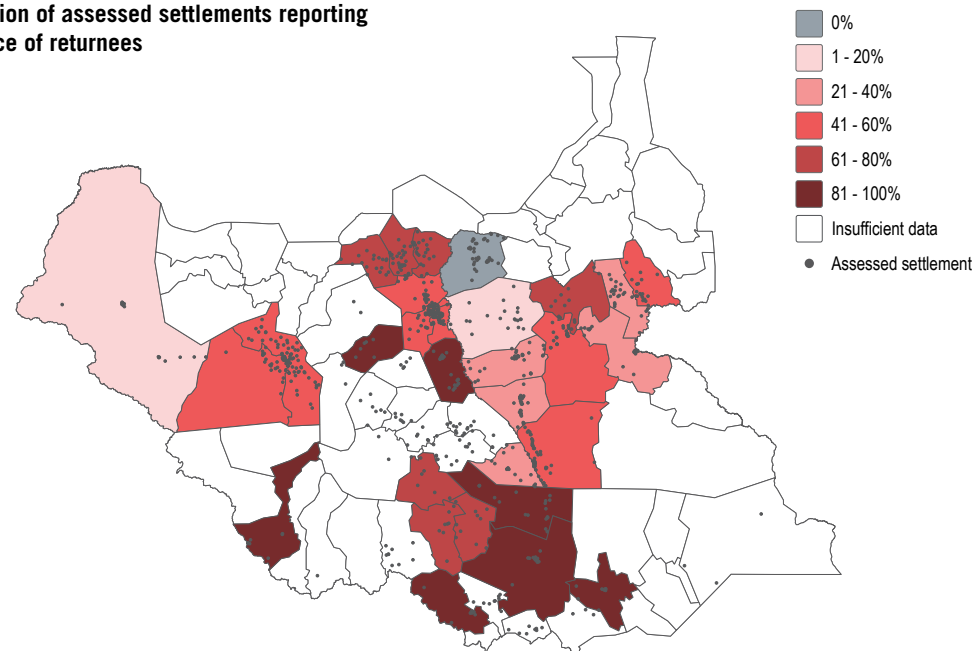 ion of assessed settlements reporting
ce of returnees
0%
1 - 20%
21 - 40%
41 - 60%
61 - 80%
81 - 100%
Insufficient data
Assessed settlement